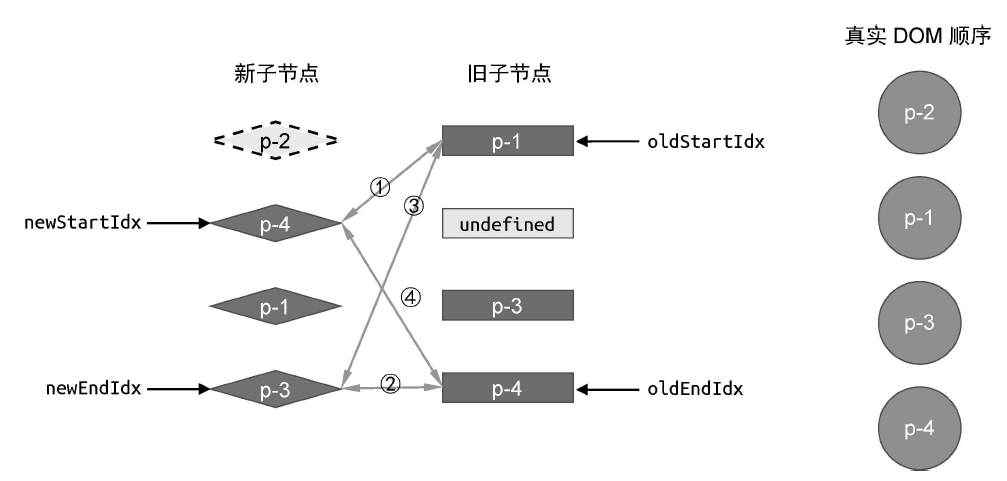 真实 DOM 顺序
新子节点
旧子节点
p-2
p-1
oldStartIdx
p-2
①
③
newStartIdx
p-4
undefined
p-1
④
p-1
p-3
p-3
newEndIdx
p-3
②
p-4
oldEndIdx
p-4